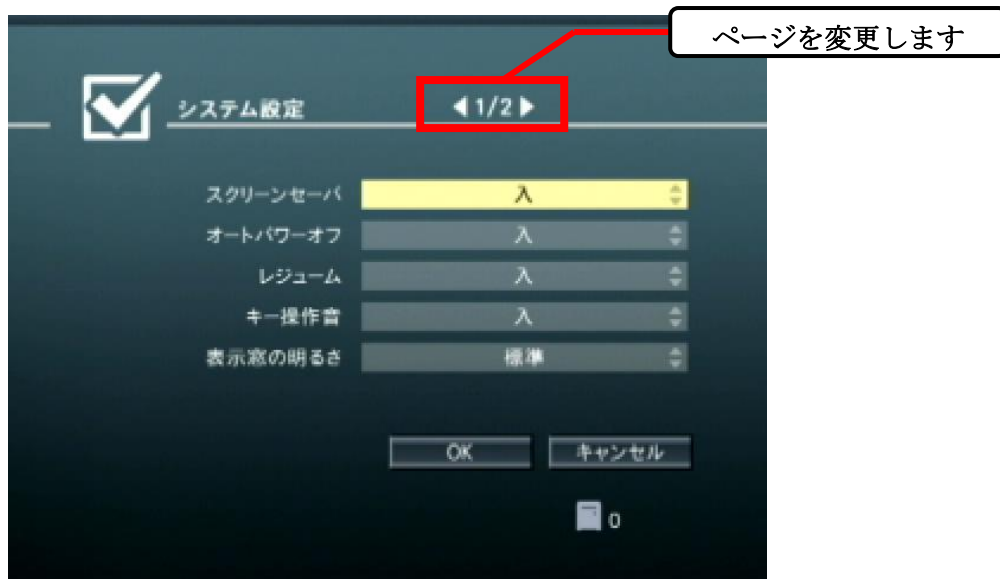 ページを変更します
システム設定 ◀1/2▶
スクリーンセーバ 入
オートパワーオフ 入
レジューム 入
キー操作音 入
表示窓の明るさ 標準
OK キャンセル
0